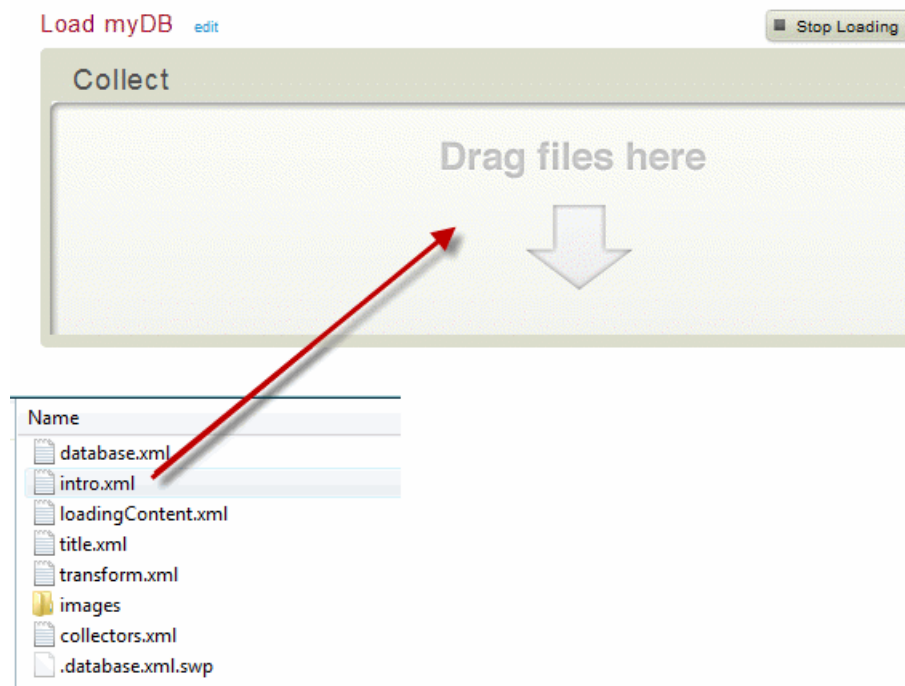 Load myDB edit
Stop Loading
Collect
Drag files here
Name
database.xml
intro.xml
loadingContent.xml
title.xml
transform.xml
images
collectors.xml
.database.xml.swp